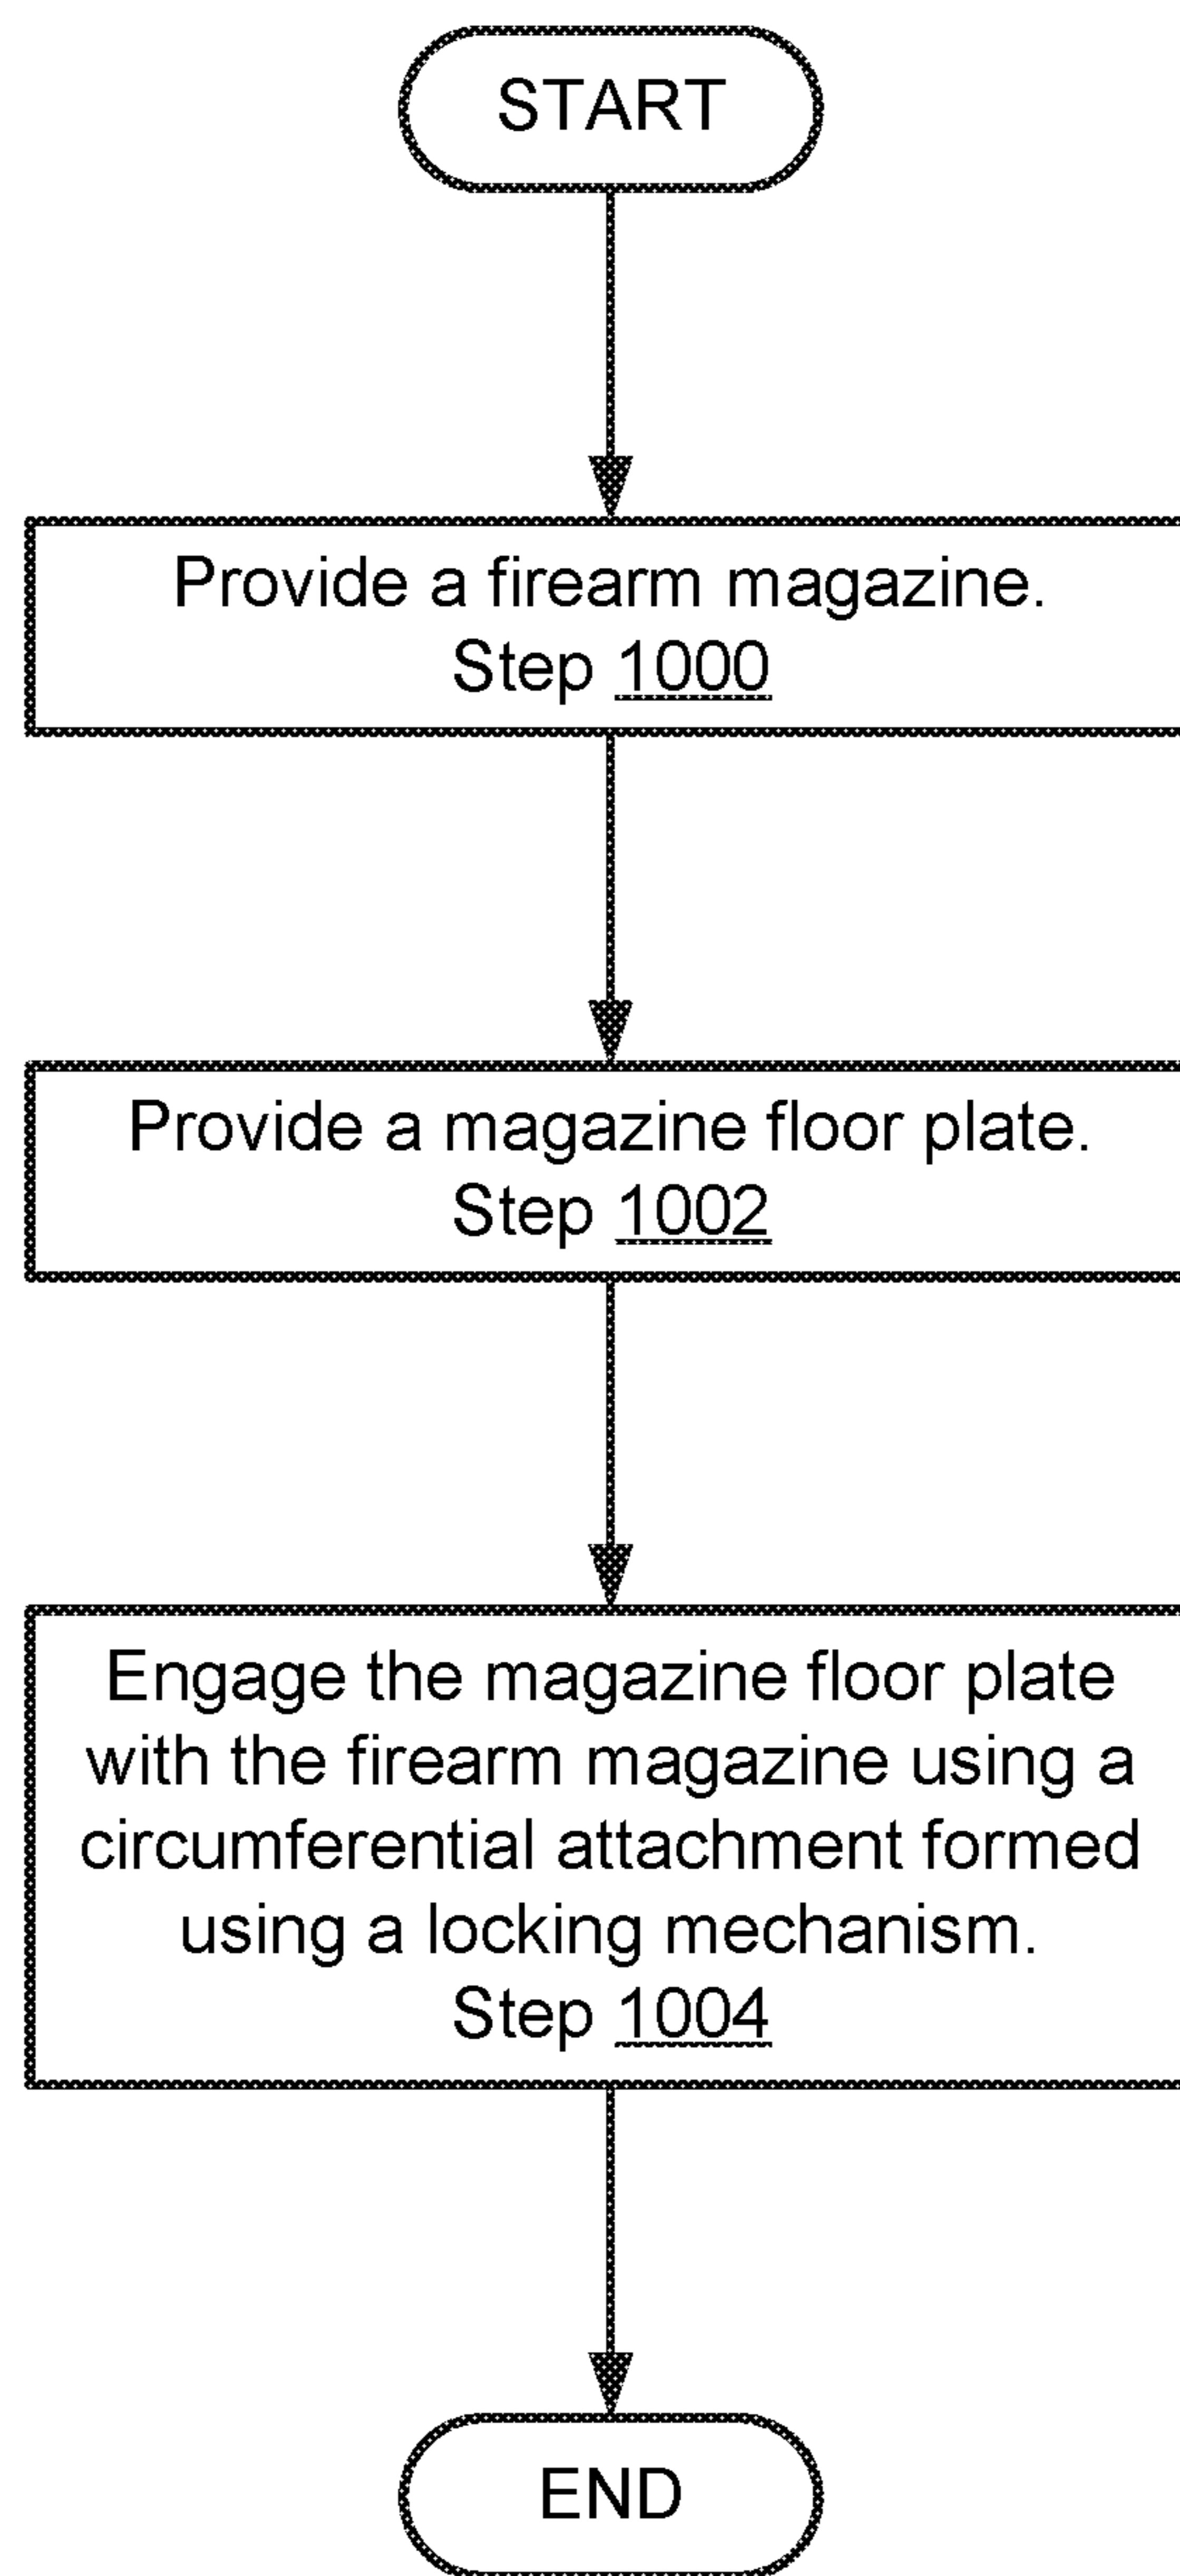 START
Provide a firearm magazine.
Step 1000
Provide a magazine floor plate.
Step 1002
Engage the magazine floor plate
with the firearm magazine using a
circumferential attachment formed
using a locking mechanism.
Step 1004
END